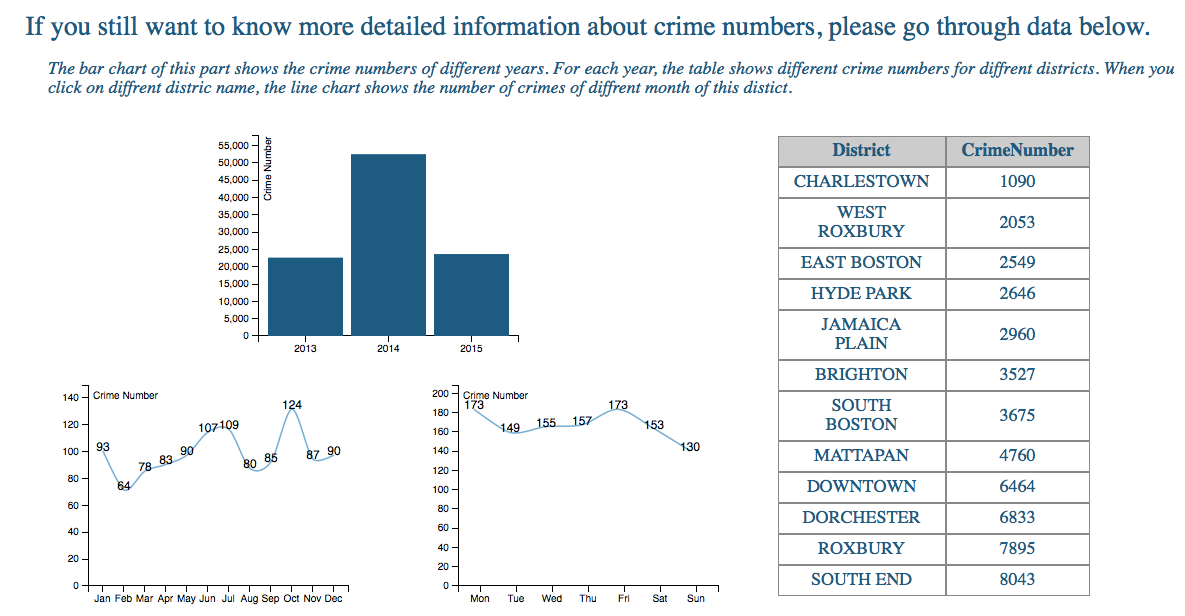 If you still want to know more detailed information about crime numbers, please go through data below.
The bar chart of this part shows the crime numbers of different years. For each year, the table shows different crime numbers for diffrent districts. When you
click on diffrent distric name, the line chart shows the number of crimes of diffrent month of this distict.
Crime Number
55,000
50,000
45,000
40,000
35,000
30,000
25,000
20,000
15,000
10,000
5,000
0
2013 2014 2015
Crime Number
140
120
100
80
60
40
20
0
93 64 78 83 90 107 109 80 85 124 87 90
Jan Feb Mar Apr May Jun Jul Aug Sep Oct Nov Dec
Crime Number
200
180
160
140
120
100
80
60
40
20
0
173 149 155 157 173 153 130
Mon Tue Wed Thu Fri Sat Sun
District CrimeNumber
CHARLESTOWN 1090
WEST
ROXBURY 2053
EAST BOSTON 2549
HYDE PARK 2646
JAMAICA
PLAIN 2960
BRIGHTON 3527
SOUTH
BOSTON 3675
MATTAPAN 4760
DOWNTOWN 6464
DORCHESTER 6833
ROXBURY 7895
SOUTH END 8043